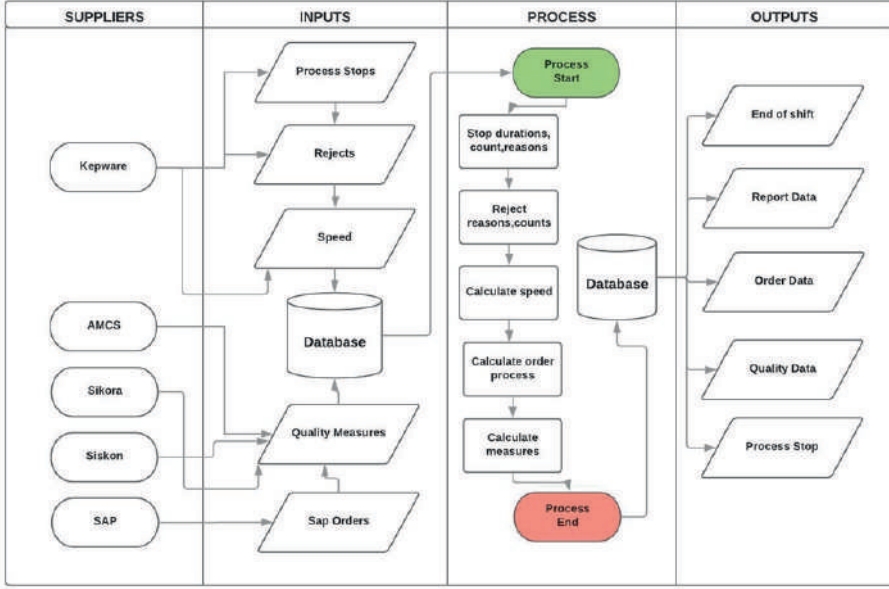 SUPPLIERS
INPUTS
PROCESS
OUTPUTS
Kepware
AMCS
Sikora
Siskon
SAP
Process Stops
Rejects
Speed
Database
Quality Measures
Sap Orders
Process
Start
Stop durations,
count,reasons
Reject
reasons,counts
Calculate speed
Calculate order
process
Calculate
measures
Process
End
Database
End of shift
Report Data
Order Data
Quality Data
Process Stop